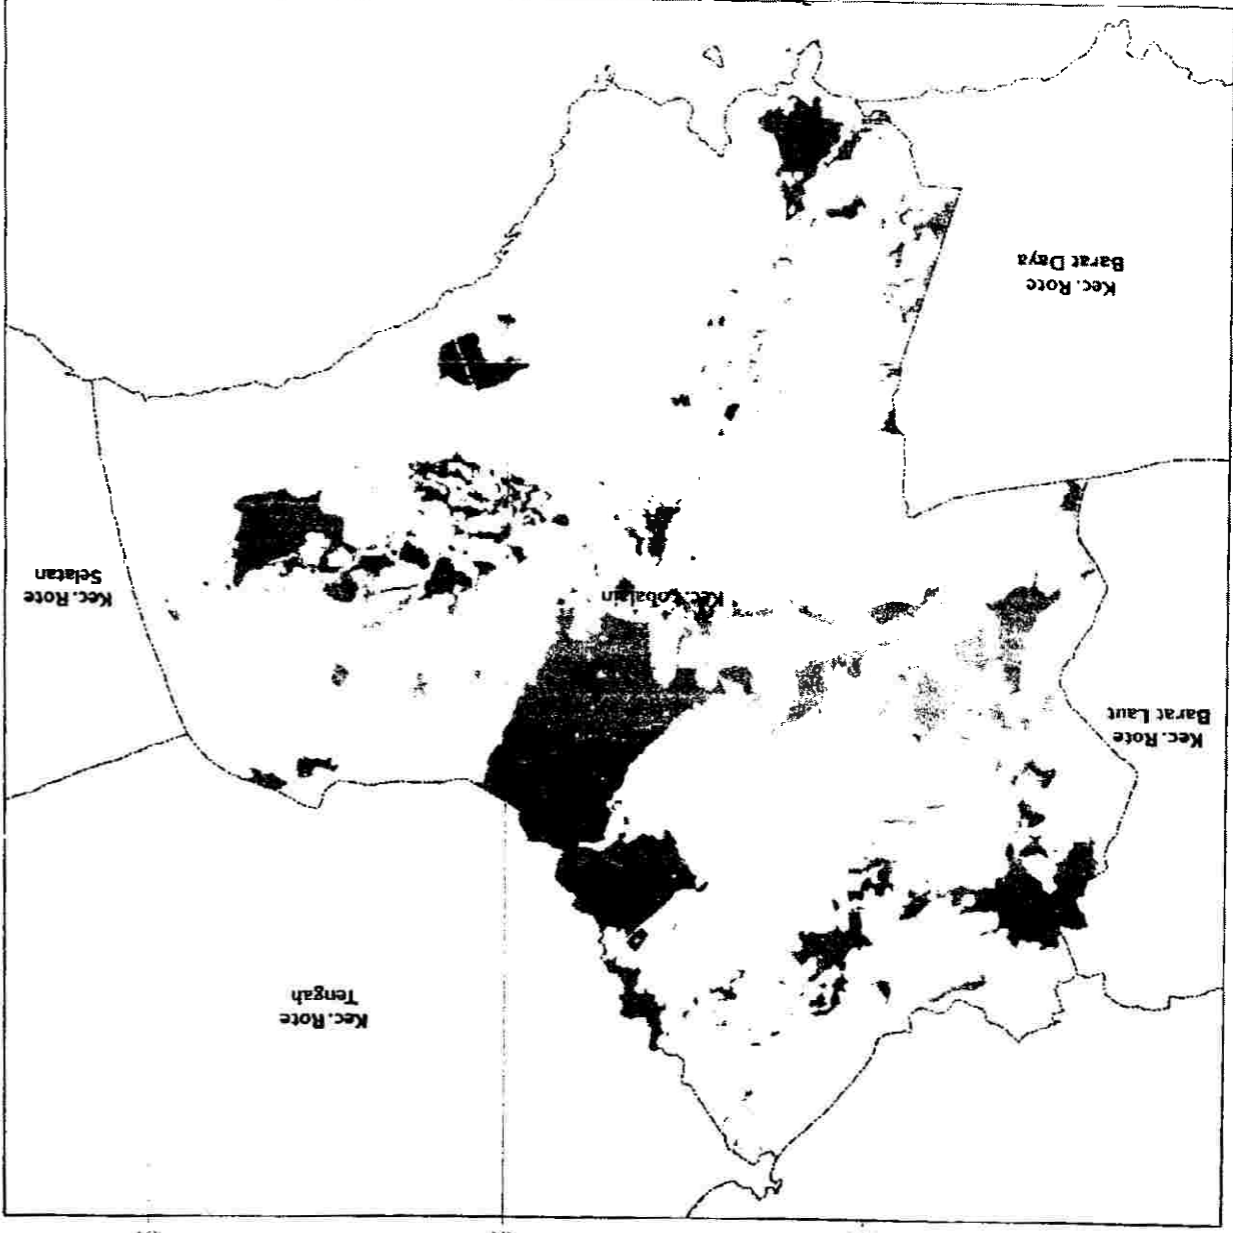 Kec. Rote
Tengah
Kec. Rote
Barat Laut
Kec. Lobalain
Kec. Rote
Selatan
Kec. Rote
Barat Daya